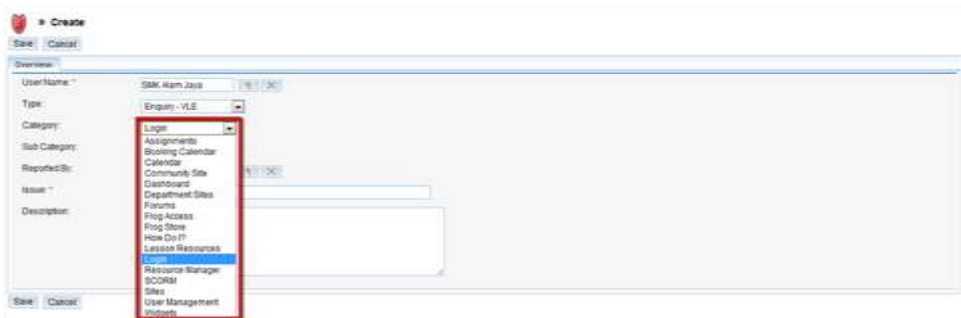 » Create
Save Cancel
Overview
User Name: *
SMK Alam Jaya
Type:
Enquiry - VLE
Category:
Login
Sub Category:
Assignments
Booking Calendar
Calendar
Community Site
Reported By:
Dashboard
Department Sites
Issue: *
Forums
Frog Access
Description:
Frog Store
How Do I?
Lesson Resources
Login
Resource Manager
SCORM
Sites
User Management
Widgets
Save Cancel